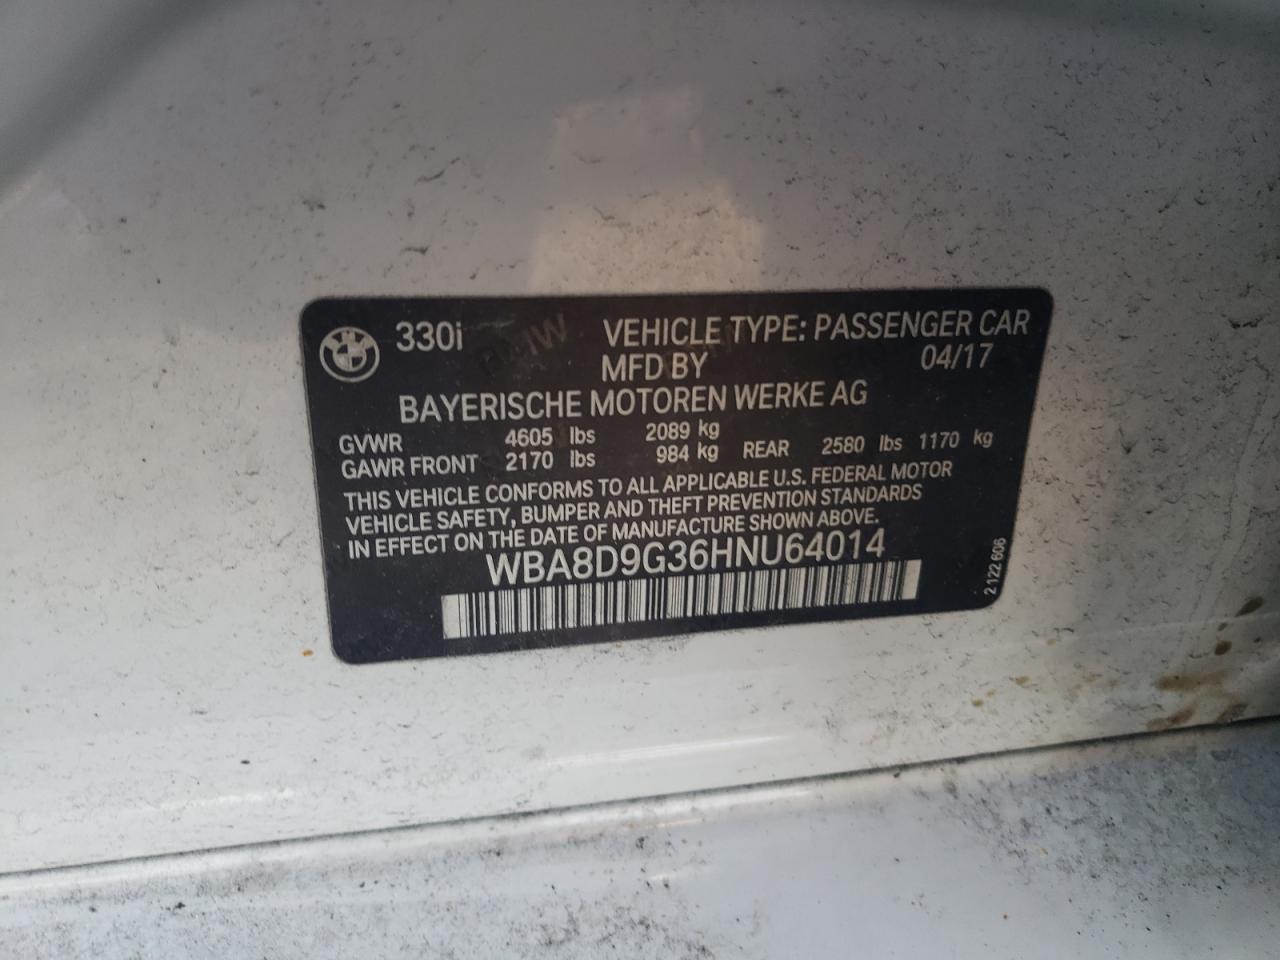 330i VEHICLE TYPE: PASSENGER CAR
MFD BY 04/17
BAYERISCHE MOTOREN WERKE AG
GVWR 4605 lbs 2089 kg
GAWR FRONT 2170 lbs 984 kg REAR 2580 lbs 1170 kg
THIS VEHICLE CONFORMS TO ALL APPLICABLE U.S. FEDERAL MOTOR
VEHICLE SAFETY, BUMPER AND THEFT PREVENTION STANDARDS
IN EFFECT ON THE DATE OF MANUFACTURE SHOWN ABOVE.
WBA8D9G36HNU64014
2 122 606